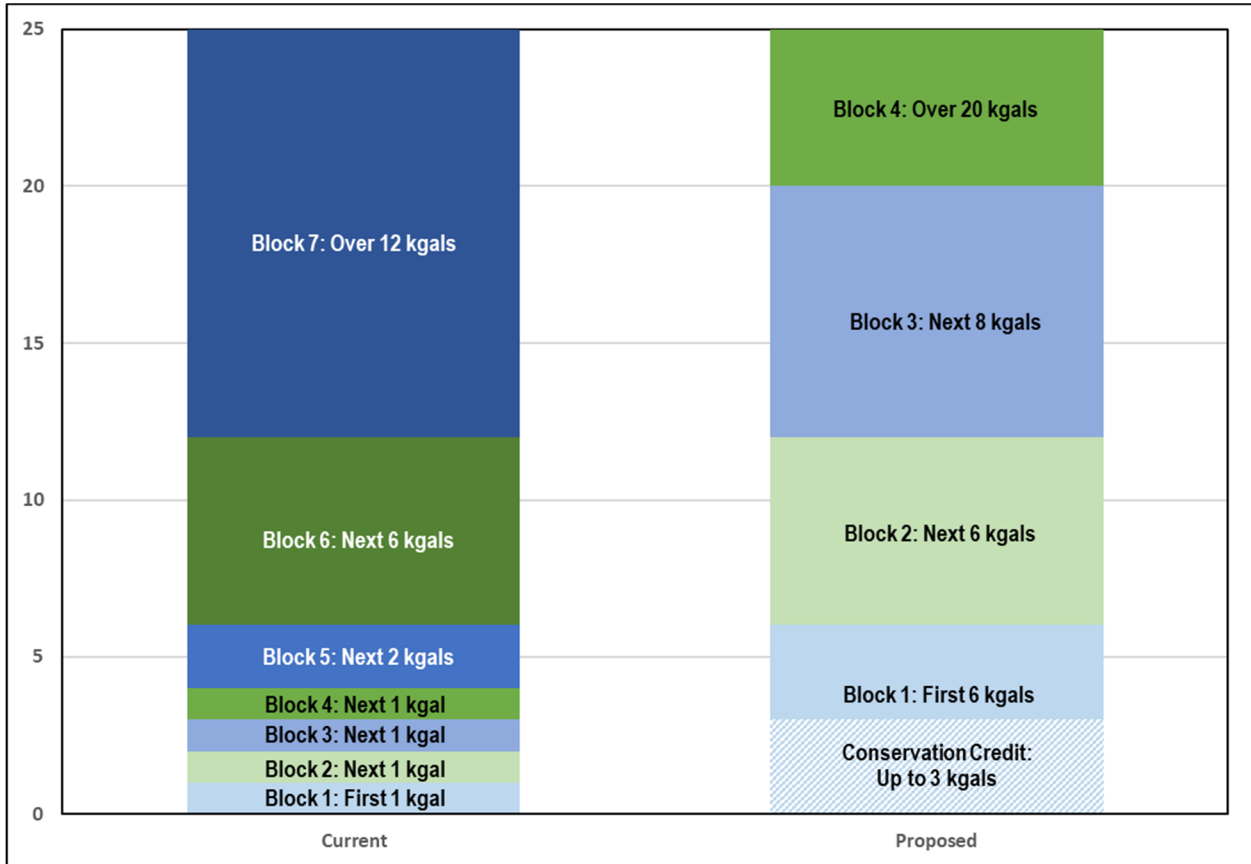 25
20
15
10
5
0
Block 7: Over 12 kgals
Block 6: Next 6 kgals
Block 5: Next 2 kgals
Block 4: Next 1 kgal
Block 3: Next 1 kgal
Block 2: Next 1 kgal
Block 1: First 1 kgal
Block 4: Over 20 kgals
Block 3: Next 8 kgals
Block 2: Next 6 kgals
Block 1: First 6 kgals
Conservation Credit:
Up to 3 kgals
Current
Proposed